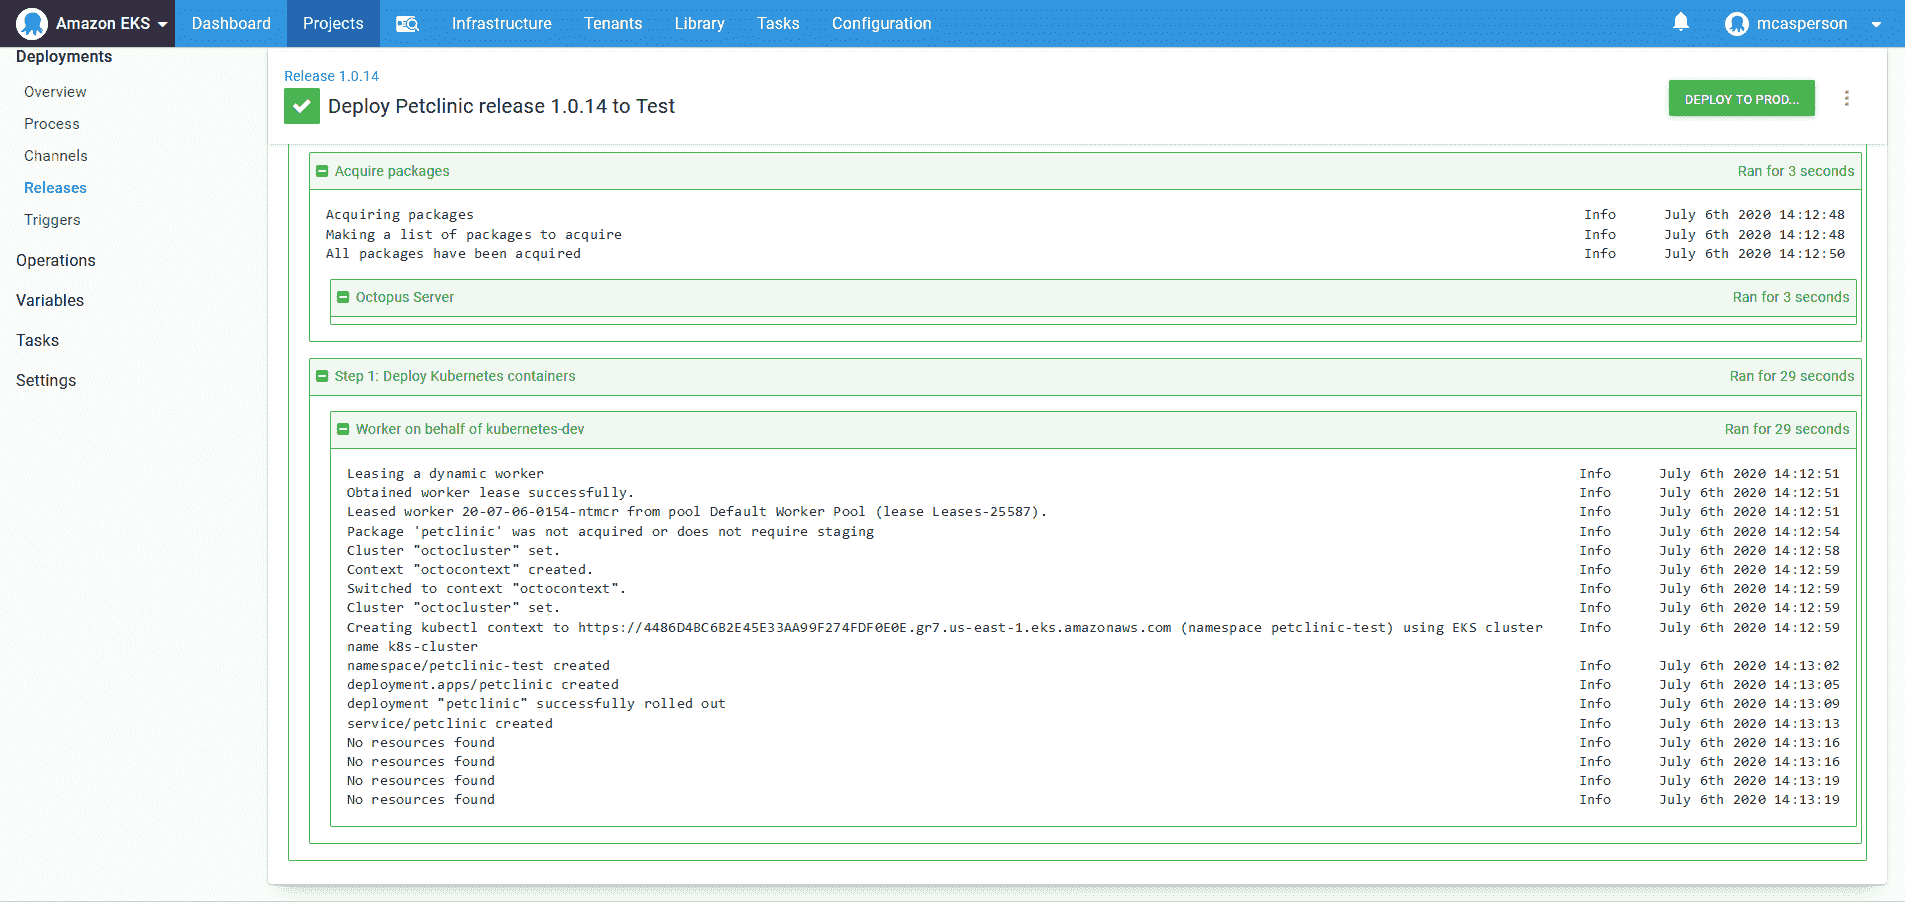 Amazon EKS Dashboard Projects Infrastructure Tenants Library Tasks Configuration mcasperson
Deployments
Overview
Process
Channels
Releases
Triggers
Operations
Variables
Tasks
Settings
Release 1.0.14
Deploy Petclinic release 1.0.14 to Test
DEPLOY TO PROD...
Acquire packages Ran for 3 seconds
Acquiring packages Info July 6th 2020 14:12:48
Making a list of packages to acquire Info July 6th 2020 14:12:48
All packages have been acquired Info July 6th 2020 14:12:50
Octopus Server Ran for 3 seconds
Step 1: Deploy Kubernetes containers Ran for 29 seconds
Worker on behalf of kubernetes-dev Ran for 29 seconds
Leasing a dynamic worker Info July 6th 2020 14:12:51
Obtained worker lease successfully. Info July 6th 2020 14:12:51
Leased worker 20-07-06-0154-ntmcr from pool Default Worker Pool (lease Leases-25587). Info July 6th 2020 14:12:51
Package 'petclinic' was not acquired or does not require staging Info July 6th 2020 14:12:54
Cluster "octocluster" set. Info July 6th 2020 14:12:58
Context "octocontext" created. Info July 6th 2020 14:12:59
Switched to context "octocontext". Info July 6th 2020 14:12:59
Cluster "octocluster" set. Info July 6th 2020 14:12:59
Creating kubectl context to https://4486D4BC6B2E45E33AA99F274FDF0E0E.gr7.us-east-1.eks.amazonaws.com (namespace petclinic-test) using EKS cluster Info July 6th 2020 14:12:59
name k8s-cluster
namespace/petclinic-test created Info July 6th 2020 14:13:02
deployment.apps/petclinic created Info July 6th 2020 14:13:05
deployment "petclinic" successfully rolled out Info July 6th 2020 14:13:09
service/petclinic created Info July 6th 2020 14:13:13
No resources found Info July 6th 2020 14:13:16
No resources found Info July 6th 2020 14:13:16
No resources found Info July 6th 2020 14:13:19
No resources found Info July 6th 2020 14:13:19